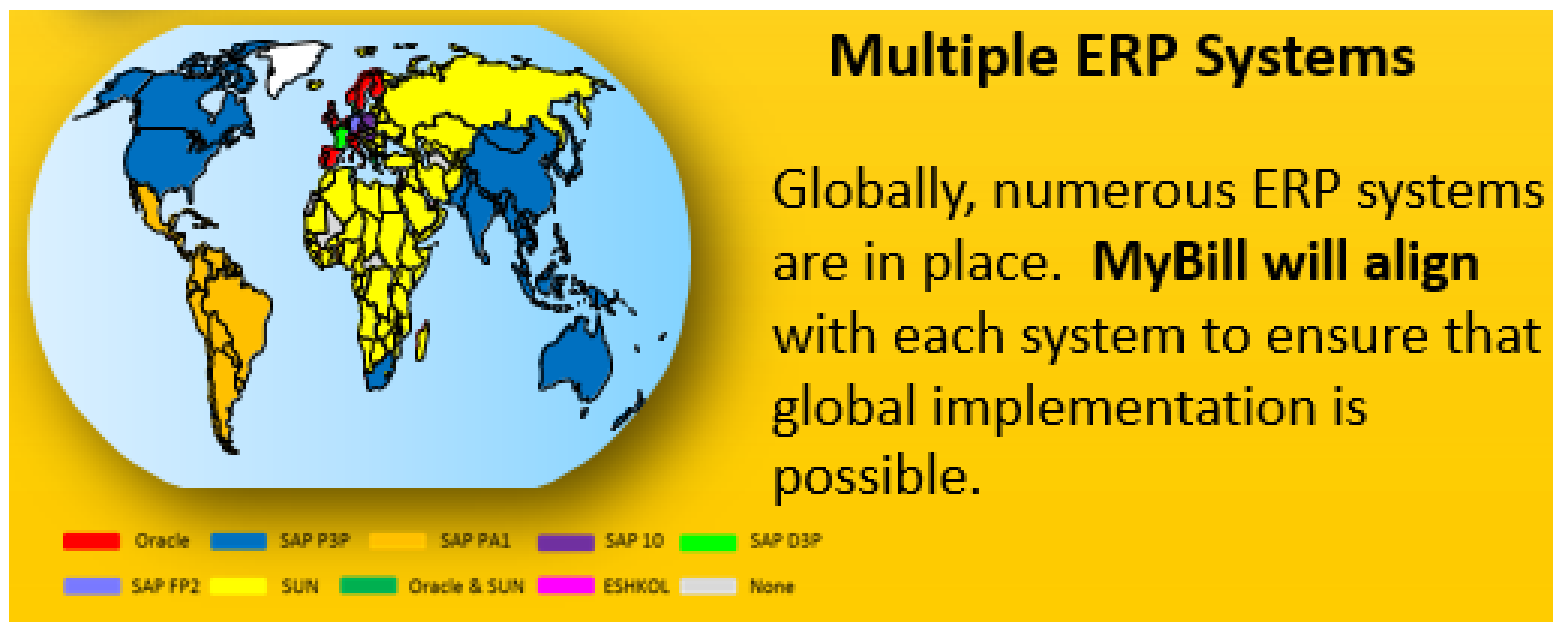 Multiple ERP Systems
Globally, numerous ERP systems
are in place. MyBill will align
with each system to ensure that
global implementation is
possible.
Oracle SAP P3P SAP PA1 SAP 10 SAP D3P
SAP FP2 SUN Oracle & SUN ESHKOL None